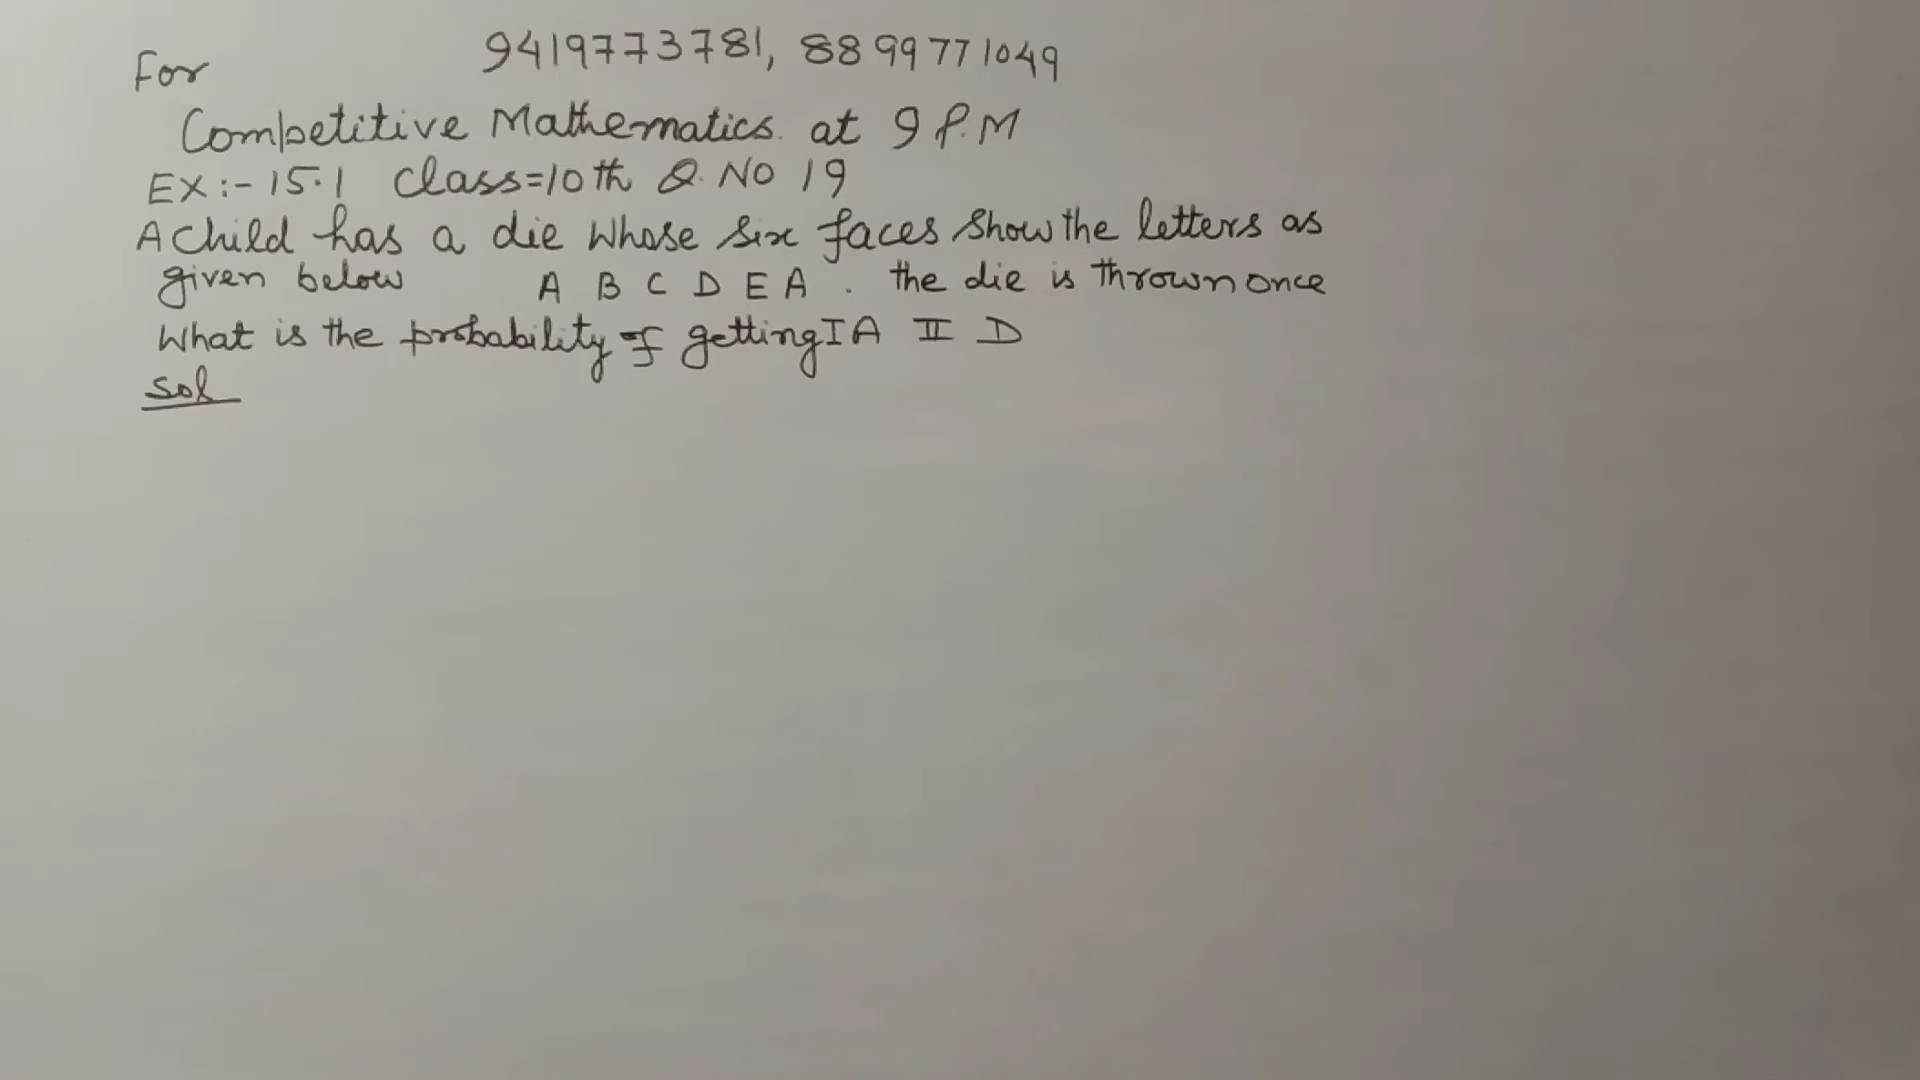 For 9419773781, 8899771049
Competitive Mathematics. at 9 P.M
EX:- 15.1 Class=10th Q. NO 19
A Child has a die Whose six faces Show the letters as
given below A B C D E A . the die is thrown once
What is the probability of getting I A II D
Sol